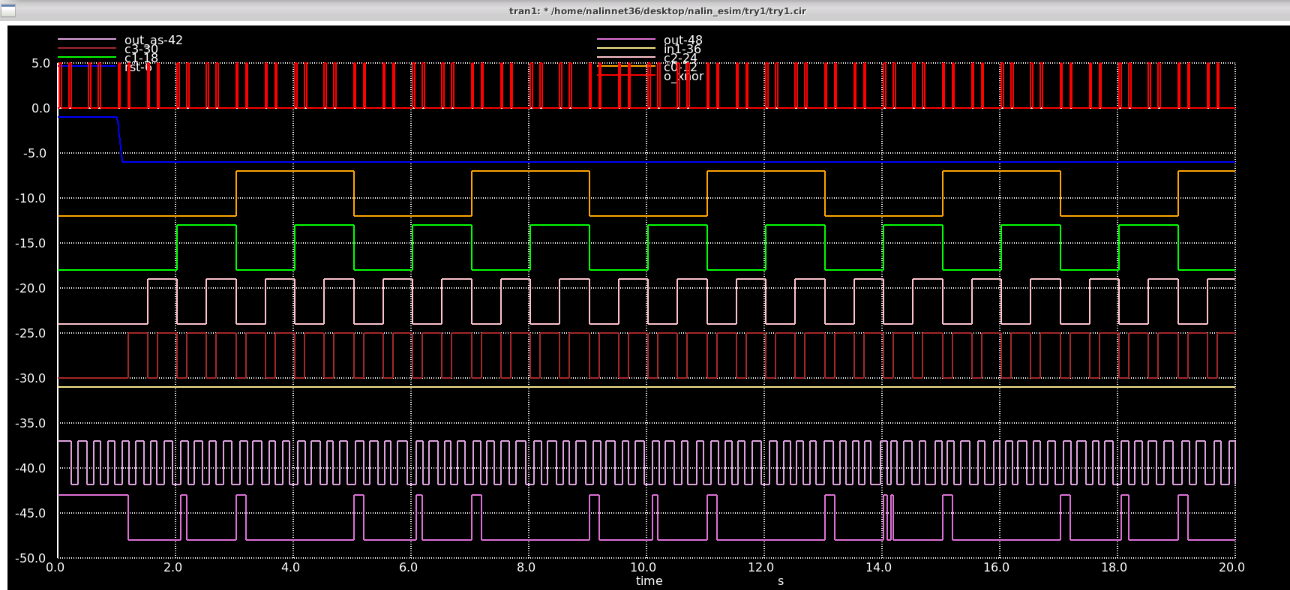 tran1: * /home/nalinnet36/desktop/nalin_esim/try1/try1.cir
out_as-42 out-48
c3-30 in1-36
c1-18 c2-24
rst-6 c0-12
o_xnor
5.0
0.0
-5.0
-10.0
-15.0
-20.0
-25.0
-30.0
-35.0
-40.0
-45.0
-50.0
0.0 2.0 4.0 6.0 8.0 10.0 12.0 14.0 16.0 18.0 20.0
time s